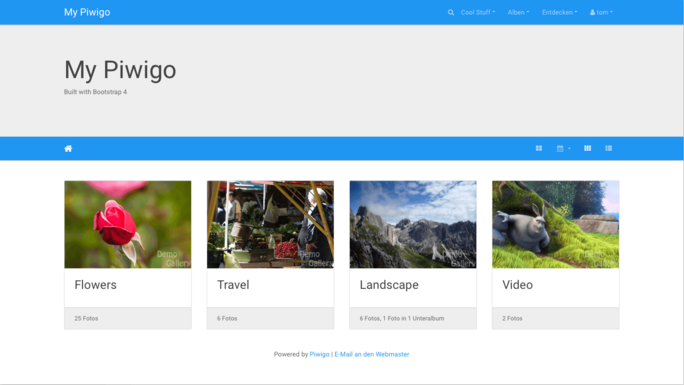 My Piwigo
Cool Stuff
Alben
Entdecken
tom
My Piwigo
Built with Bootstrap 4
Demo
Gallery
Demo
Gallery
Demo
Gallery
Demo
Gallery
Flowers
Travel
Landscape
Video
25 Fotos
6 Fotos
6 Fotos, 1 Foto in 1 Unteralbum
2 Fotos
Powered by Piwigo | E-Mail an den Webmaster